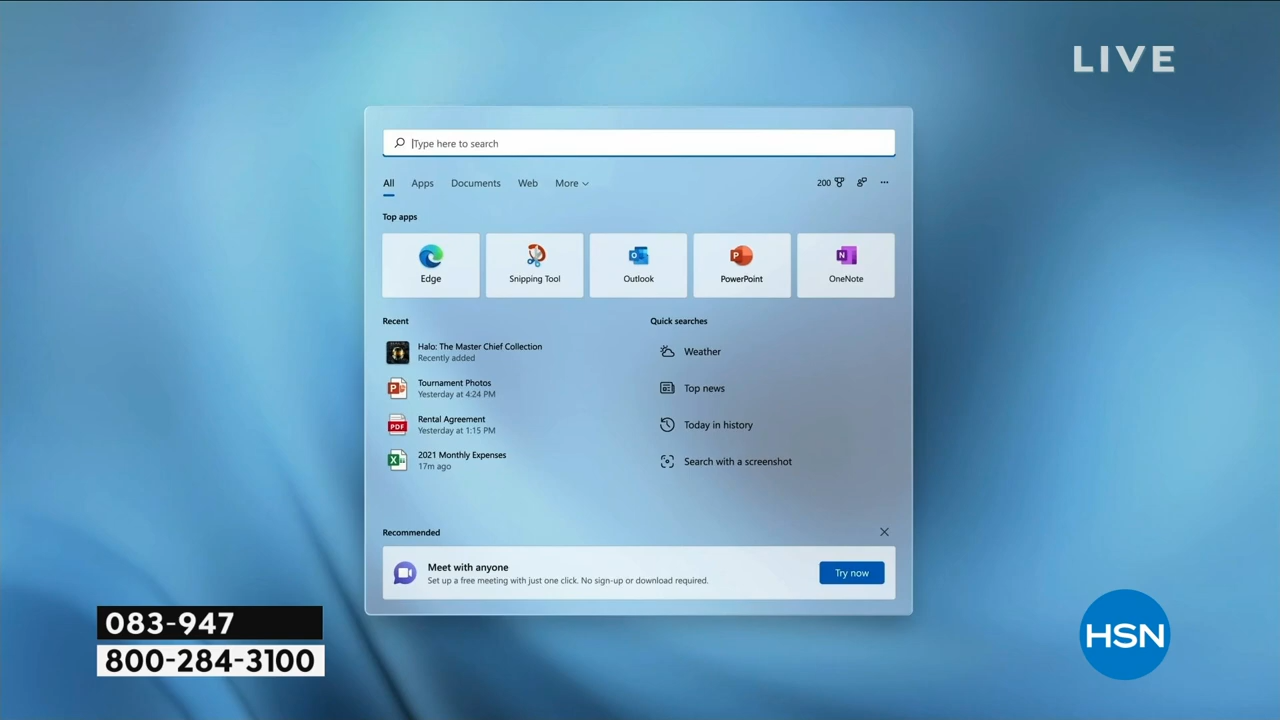 LIVE
Type here to search
All Apps Documents Web More
200
Top apps
Edge Snipping Tool Outlook PowerPoint OneNote
Recent
Halo: The Master Chief Collection
Recently added
Tournament Photos
Yesterday at 4:24 PM
PDF
Rental Agreement
Yesterday at 1:15 PM
2021 Monthly Expenses
17m ago
Quick searches
Weather
Top news
Today in history
Search with a screenshot
Recommended
Meet with anyone
Set up a free meeting with just one click. No sign-up or download required.
Try now
083-947
800-284-3100
HSN